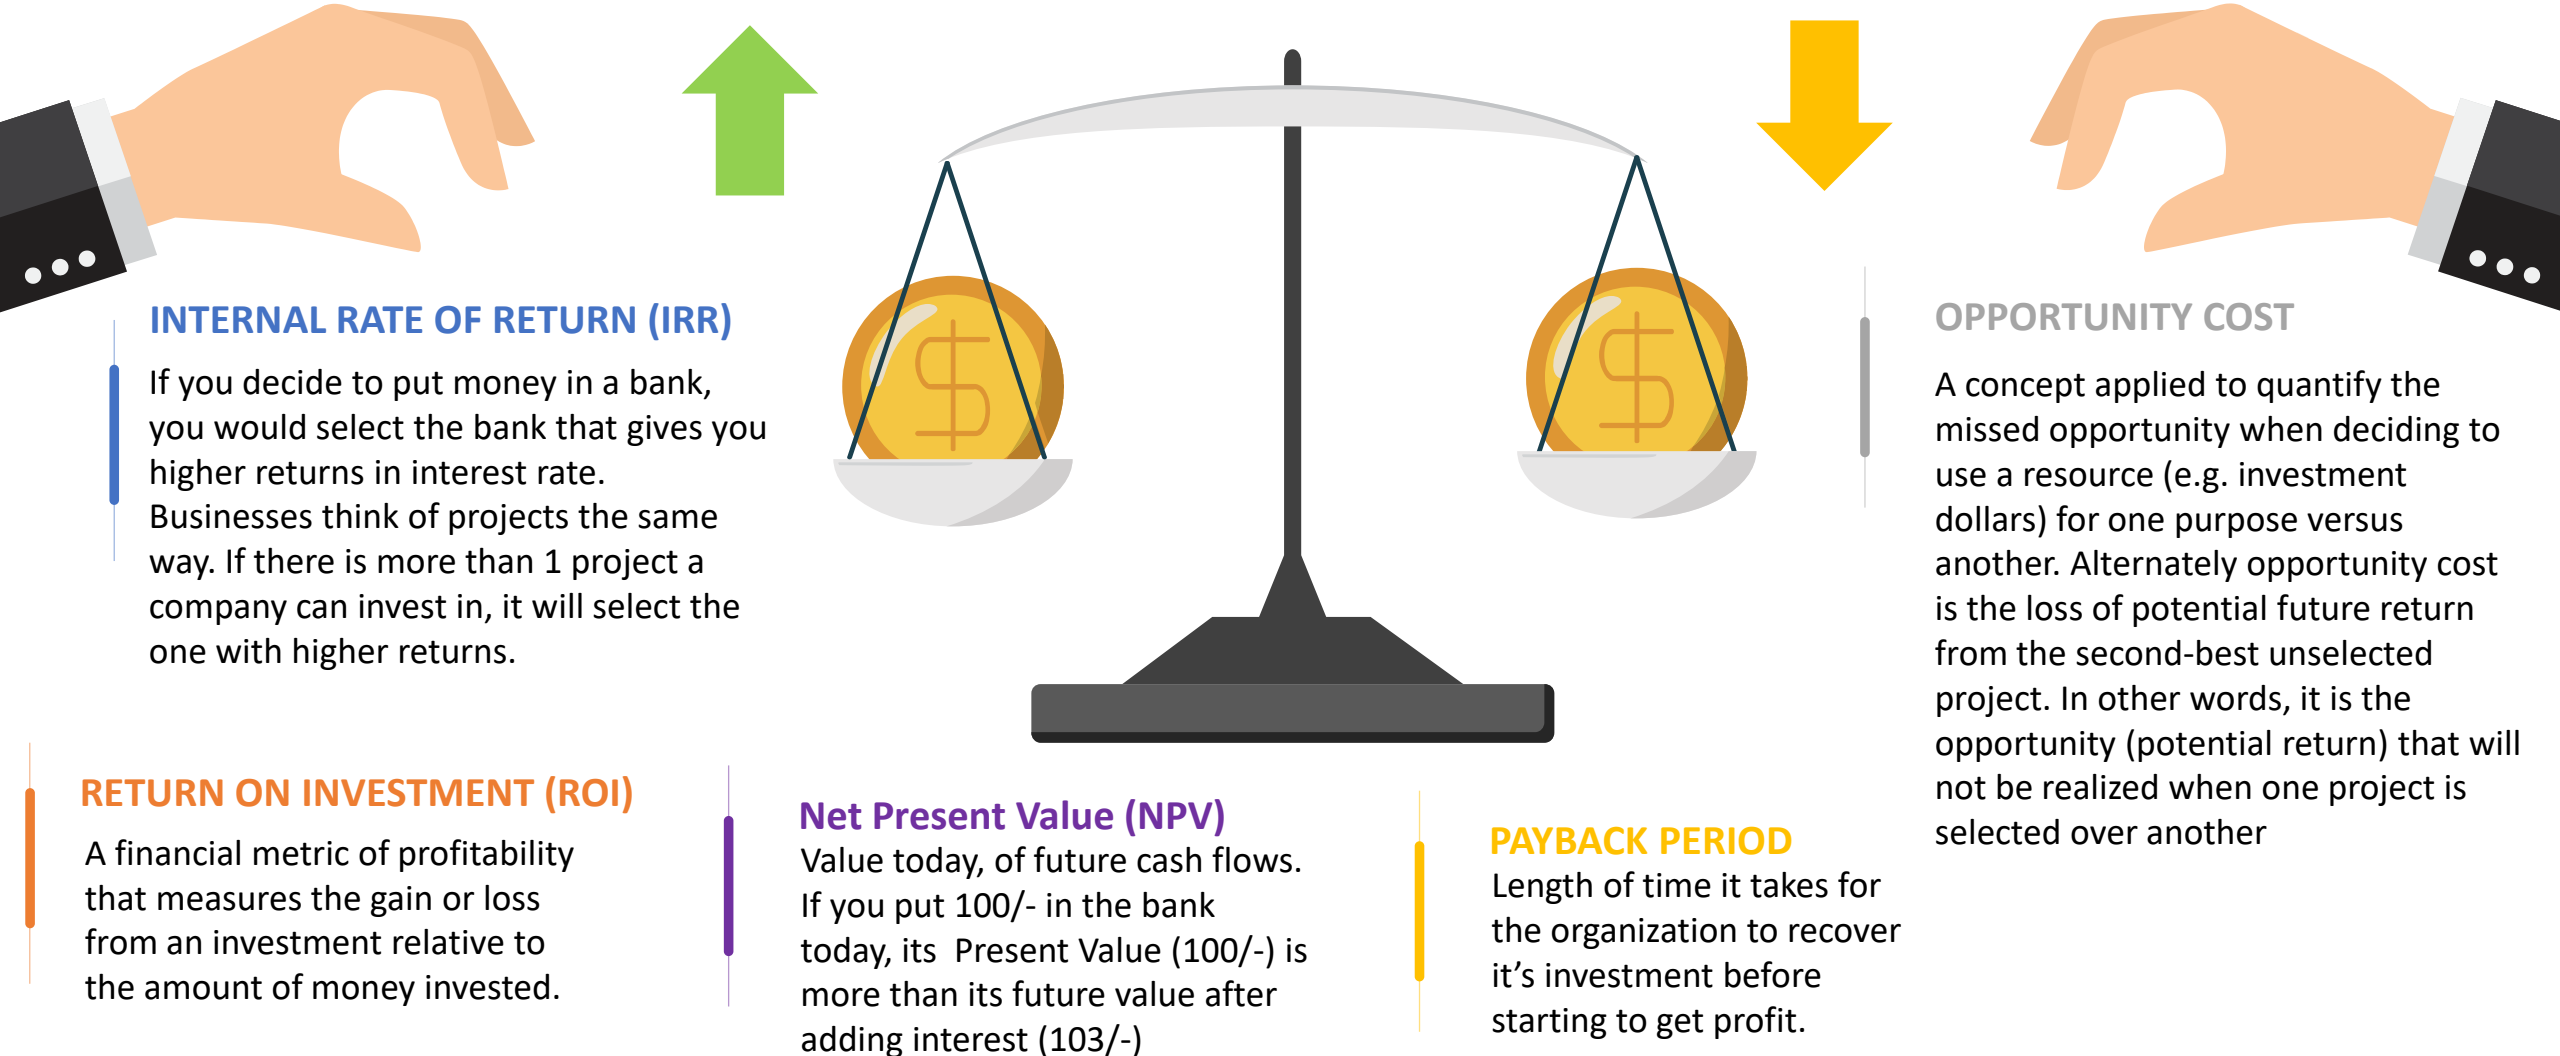 INTERNAL RATE OF RETURN (IRR)
If you decide to put money in a bank,
you would select the bank that gives you
higher returns in interest rate.
Businesses think of projects the same
way. If there is more than 1 project a
company can invest in, it will select the
one with higher returns.
OPPORTUNITY COST
A concept applied to quantify the
missed opportunity when deciding to
use a resource (e.g. investment
dollars) for one purpose versus
another. Alternately opportunity cost
is the loss of potential future return
from the second-best unselected
project. In other words, it is the
opportunity (potential return) that will
not be realized when one project is
selected over another
RETURN ON INVESTMENT (ROI)
A financial metric of profitability
that measures the gain or loss
from an investment relative to
the amount of money invested.
Net Present Value (NPV)
Value today, of future cash flows.
If you put 100/- in the bank
today, its  Present Value (100/-) is
more than its future value after
adding interest (103/-)
PAYBACK PERIOD
Length of time it takes for
the organization to recover
it’s investment before
starting to get profit.